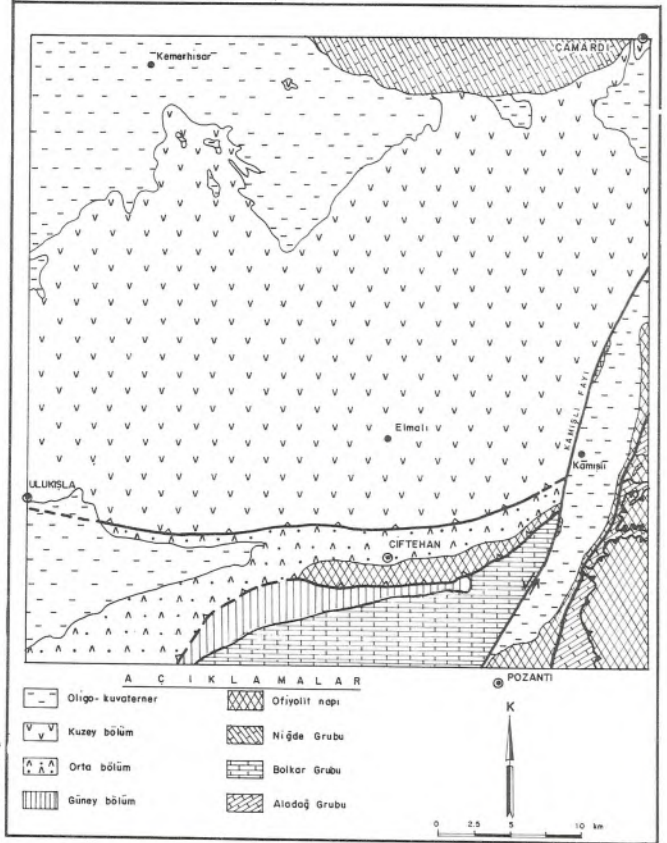 ÇAMARDI
Kemerhisar
KAMIŞLI FAYI
Elmalı
Kamışlı
ULUKIŞLA
ÇİFTEHAN
AÇIKLAMALAR
POZANTI
Oligo-kuvaterner
Ofiyolit napı
K
Kuzey bölüm
Niğde Grubu
Orta bölüm
Bolkar Grubu
Güney bölüm
Aladağ Grubu
0 2.5 5 10 km